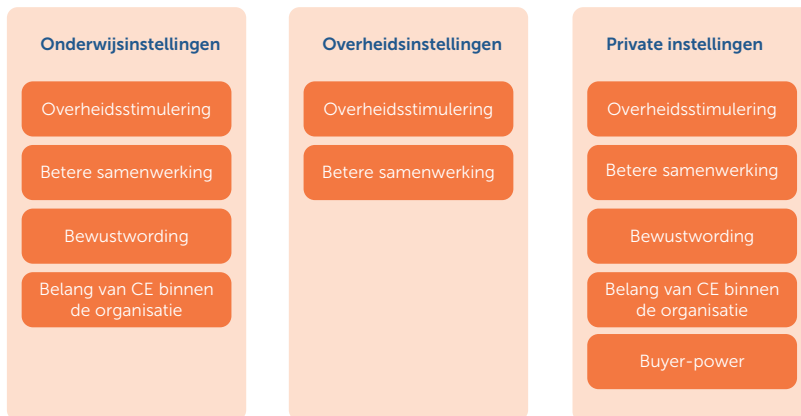 Onderwijsinstellingen
Overheidsstimulering
Betere samenwerking
Bewustwording
Belang van CE binnen
de organisatie
Overheidsinstellingen
Overheidsstimulering
Betere samenwerking
Private instellingen
Overheidsstimulering
Betere samenwerking
Bewustwording
Belang van CE binnen
de organisatie
Buyer-power